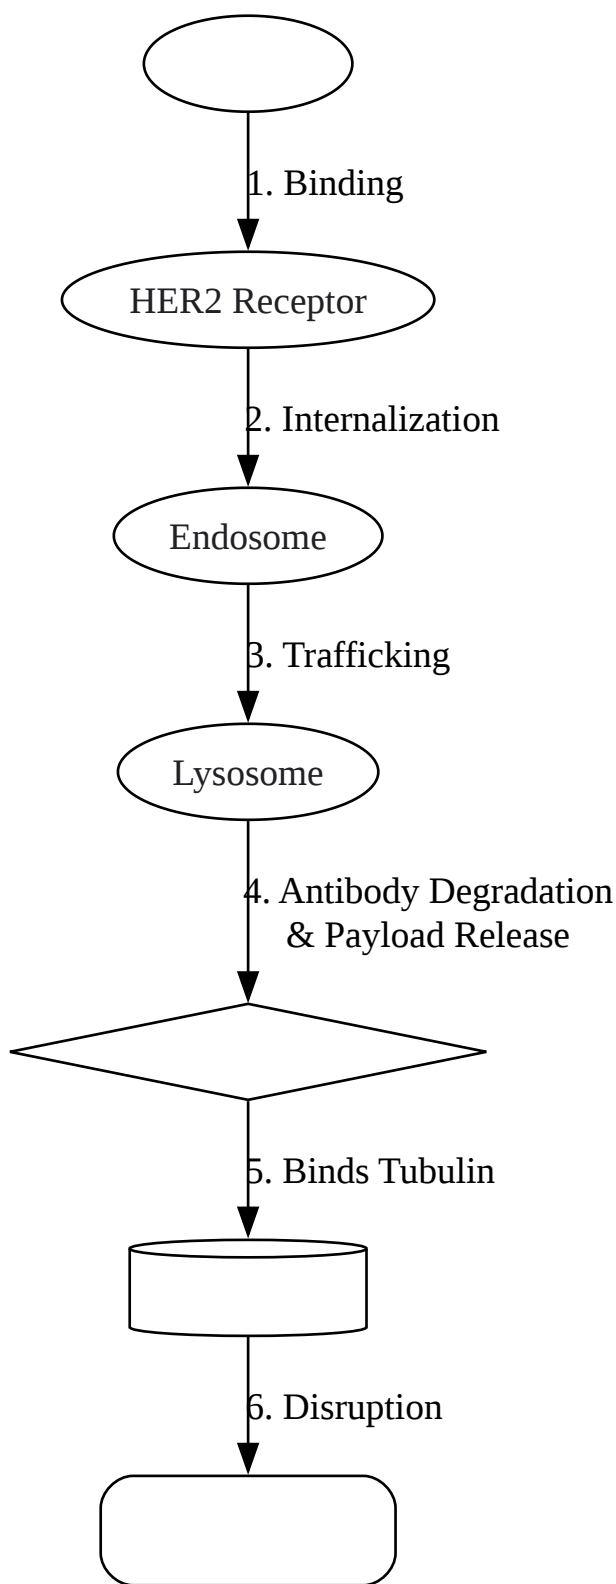 1. Binding
HER2 Receptor
2. Internalization
Endosome
3. Trafficking
Lysosome
4. Antibody Degradation
& Payload Release
5. Binds Tubulin
6. Disruption